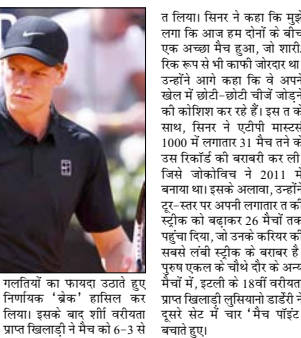 गलतियों का फायदा उठाते हुए
निर्णायक 'ब्रेक' हासिल कर
लिया। इसके बाद शीर्ष वरीयता
प्राप्त खिलाड़ी ने मैच को 6-3 से
त लिया। सिनर ने कहा कि मुझे
लगा कि आज हम दोनों के बीच
एक अच्छा मैच हुआ, जो शारी-
रिक रूप से भी काफी जोरदार था
उन्होंने आगे कहा कि वे अपने
खेल में छोटी-छोटी चीजें जोड़ने
की कोशिश कर रहे हैं। इस त के
साथ, सिनर ने एटीपी मास्टर्स
1000 में लगातार 31 मैच तने के
उस रिकॉर्ड की बराबरी कर ली
जिसे जोकोविच ने 2011 में
बनाया था। इसके अलावा, उन्होंने
टूर-स्तर पर अपनी लगातार त की
स्ट्रीक को बढ़ाकर 26 मैचों तक
पहुंचा दिया, जो उनके करियर की
सबसे लंबी स्ट्रीक के बराबर है
पुरुष एकल के चौथे दौर के अन्य
मैचों में, इटली के 18वीं वरीयता
प्राप्त खिलाड़ी लुसियानो डार्डेरी ने
दूसरे सेट में चार 'मैच पॉइंट
बचाते हुए।